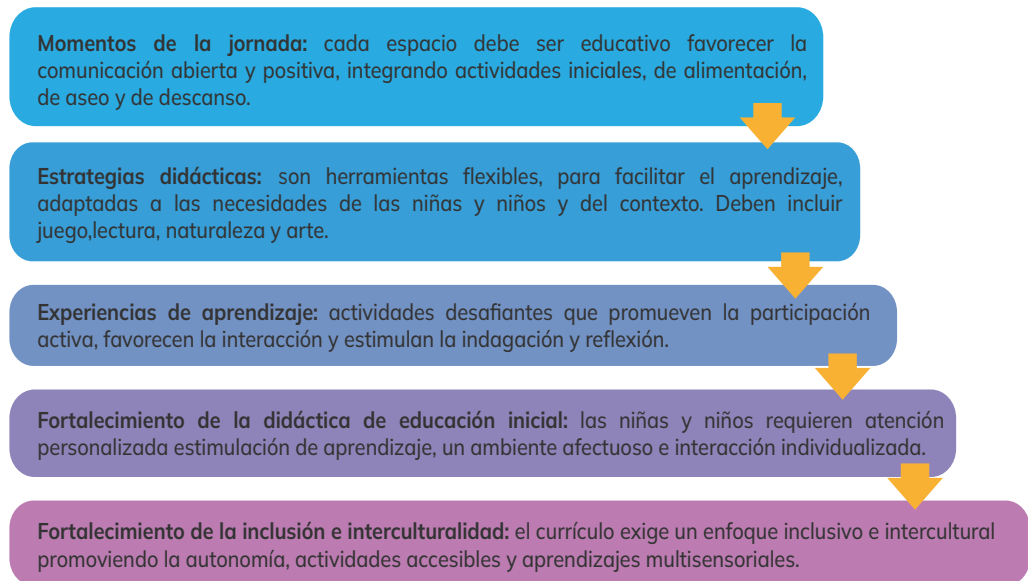 Momentos de la jornada: cada espacio debe ser educativo favorecer la
comunicación abierta y positiva, integrando actividades iniciales, de alimentación,
de aseo y de descanso.
Estrategias didácticas: son herramientas flexibles, para facilitar el aprendizaje,
adaptadas a las necesidades de las niñas y niños y del contexto. Deben incluir
juego,lectura, naturaleza y arte.
Experiencias de aprendizaje: actividades desafiantes que promueven la participación
activa, favorecen la interacción y estimulan la indagación y reflexión.
Fortalecimiento de la didáctica de educación inicial: las niñas y niños requieren atención
personalizada estimulación de aprendizaje, un ambiente afectuoso e interacción individualizada.
Fortalecimiento de la inclusión e interculturalidad: el currículo exige un enfoque inclusivo e intercultural
promoviendo la autonomía, actividades accesibles y aprendizajes multisensoriales.